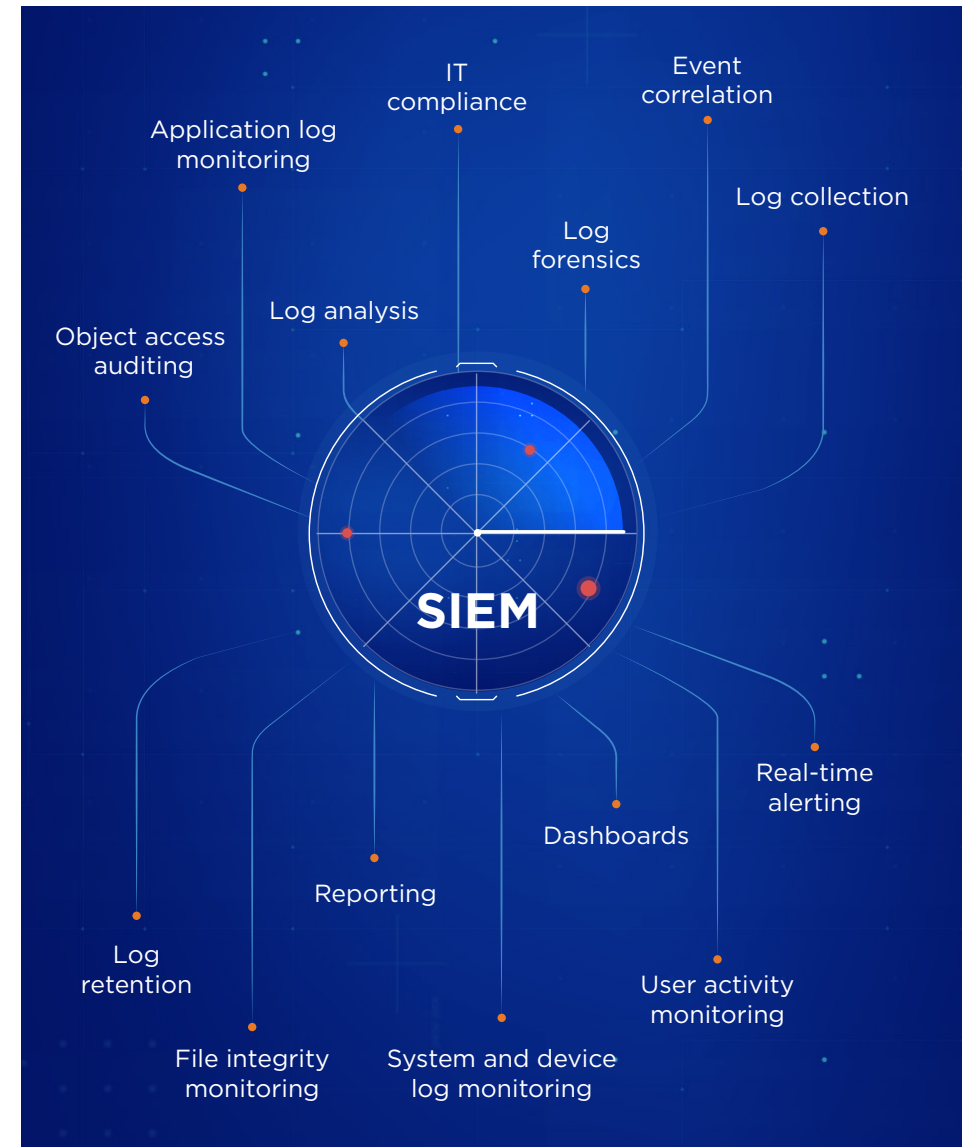 IT
compliance
Event
correlation
Application log
monitoring
Log collection
Log
forensics
Log analysis
Object access
auditing
SIEM
Real-time
alerting
Dashboards
Reporting
Log
retention
User activity
monitoring
File integrity
monitoring
System and device
log monitoring